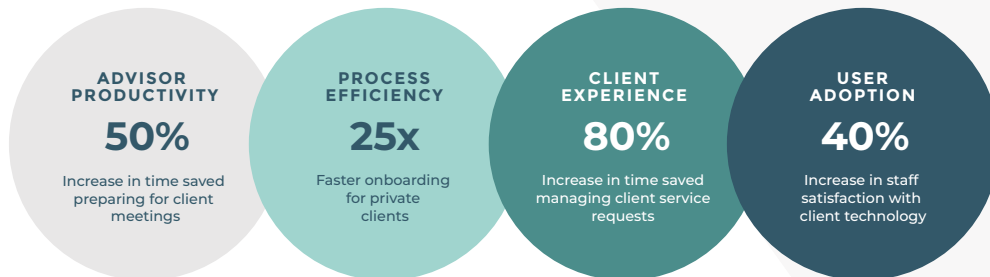 ADVISOR
PRODUCTIVITY
50%
Increase in time saved
preparing for client
meetings
PROCESS
EFFICIENCY
25x
Faster onboarding
for private
clients
CLIENT
EXPERIENCE
80%
Increase in time saved
managing client service
requests
USER
ADOPTION
40%
Increase in staff
satisfaction with
client technology